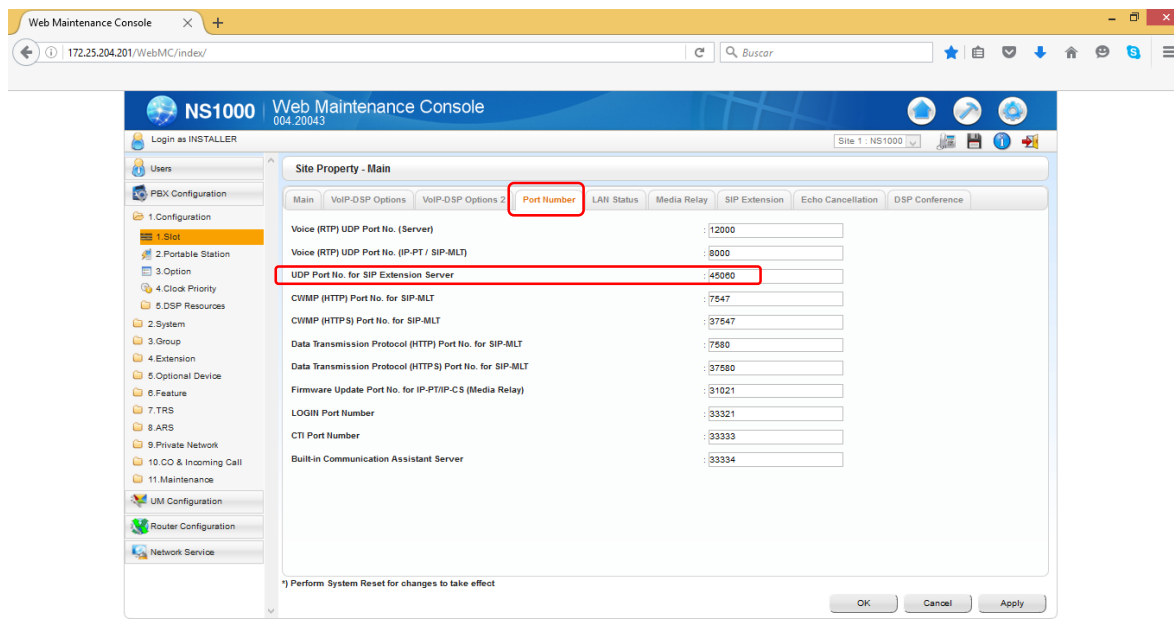 Web Maintenance Console
172.25.204.201/WebMC/index/
Buscar
NS1000
Web Maintenance Console
004.20043
Login as INSTALLER
Site 1 : NS1000
Users
PBX Configuration
1.Configuration
1.Slot
2.Portable Station
3.Option
4.Clock Priority
5.DSP Resources
2.System
3.Group
4.Extension
5.Optional Device
6.Feature
7.TRS
8.ARS
9.Private Network
10.CO & Incoming Call
11.Maintenance
UM Configuration
Router Configuration
Network Service
Site Property - Main
Main VoIP-DSP Options VoIP-DSP Options 2 Port Number LAN Status Media Relay SIP Extension Echo Cancellation DSP Conference
Voice (RTP) UDP Port No. (Server) : 12000
Voice (RTP) UDP Port No. (IP-PT / SIP-MLT) : 8000
UDP Port No. for SIP Extension Server : 45060
CWMP (HTTP) Port No. for SIP-MLT : 7547
CWMP (HTTPS) Port No. for SIP-MLT : 37547
Data Transmission Protocol (HTTP) Port No. for SIP-MLT : 7580
Data Transmission Protocol (HTTPS) Port No. for SIP-MLT : 37580
Firmware Update Port No. for IP-PT/IP-CS (Media Relay) : 31021
LOGIN Port Number : 33321
CTI Port Number : 33333
Built-in Communication Assistant Server : 33334
*) Perform System Reset for changes to take effect
OK Cancel Apply